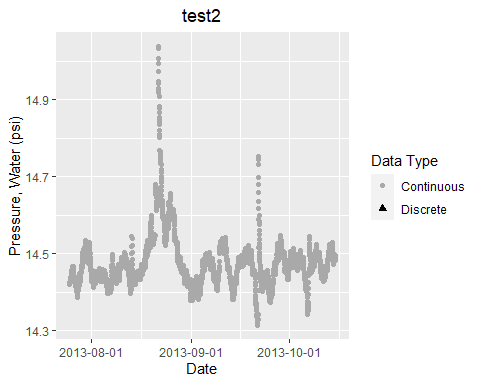 test2
Pressure, Water (psi)
14.9
14.7
14.5
14.3
2013-08-01
2013-09-01
2013-10-01
Date
Data Type
Continuous
Discrete